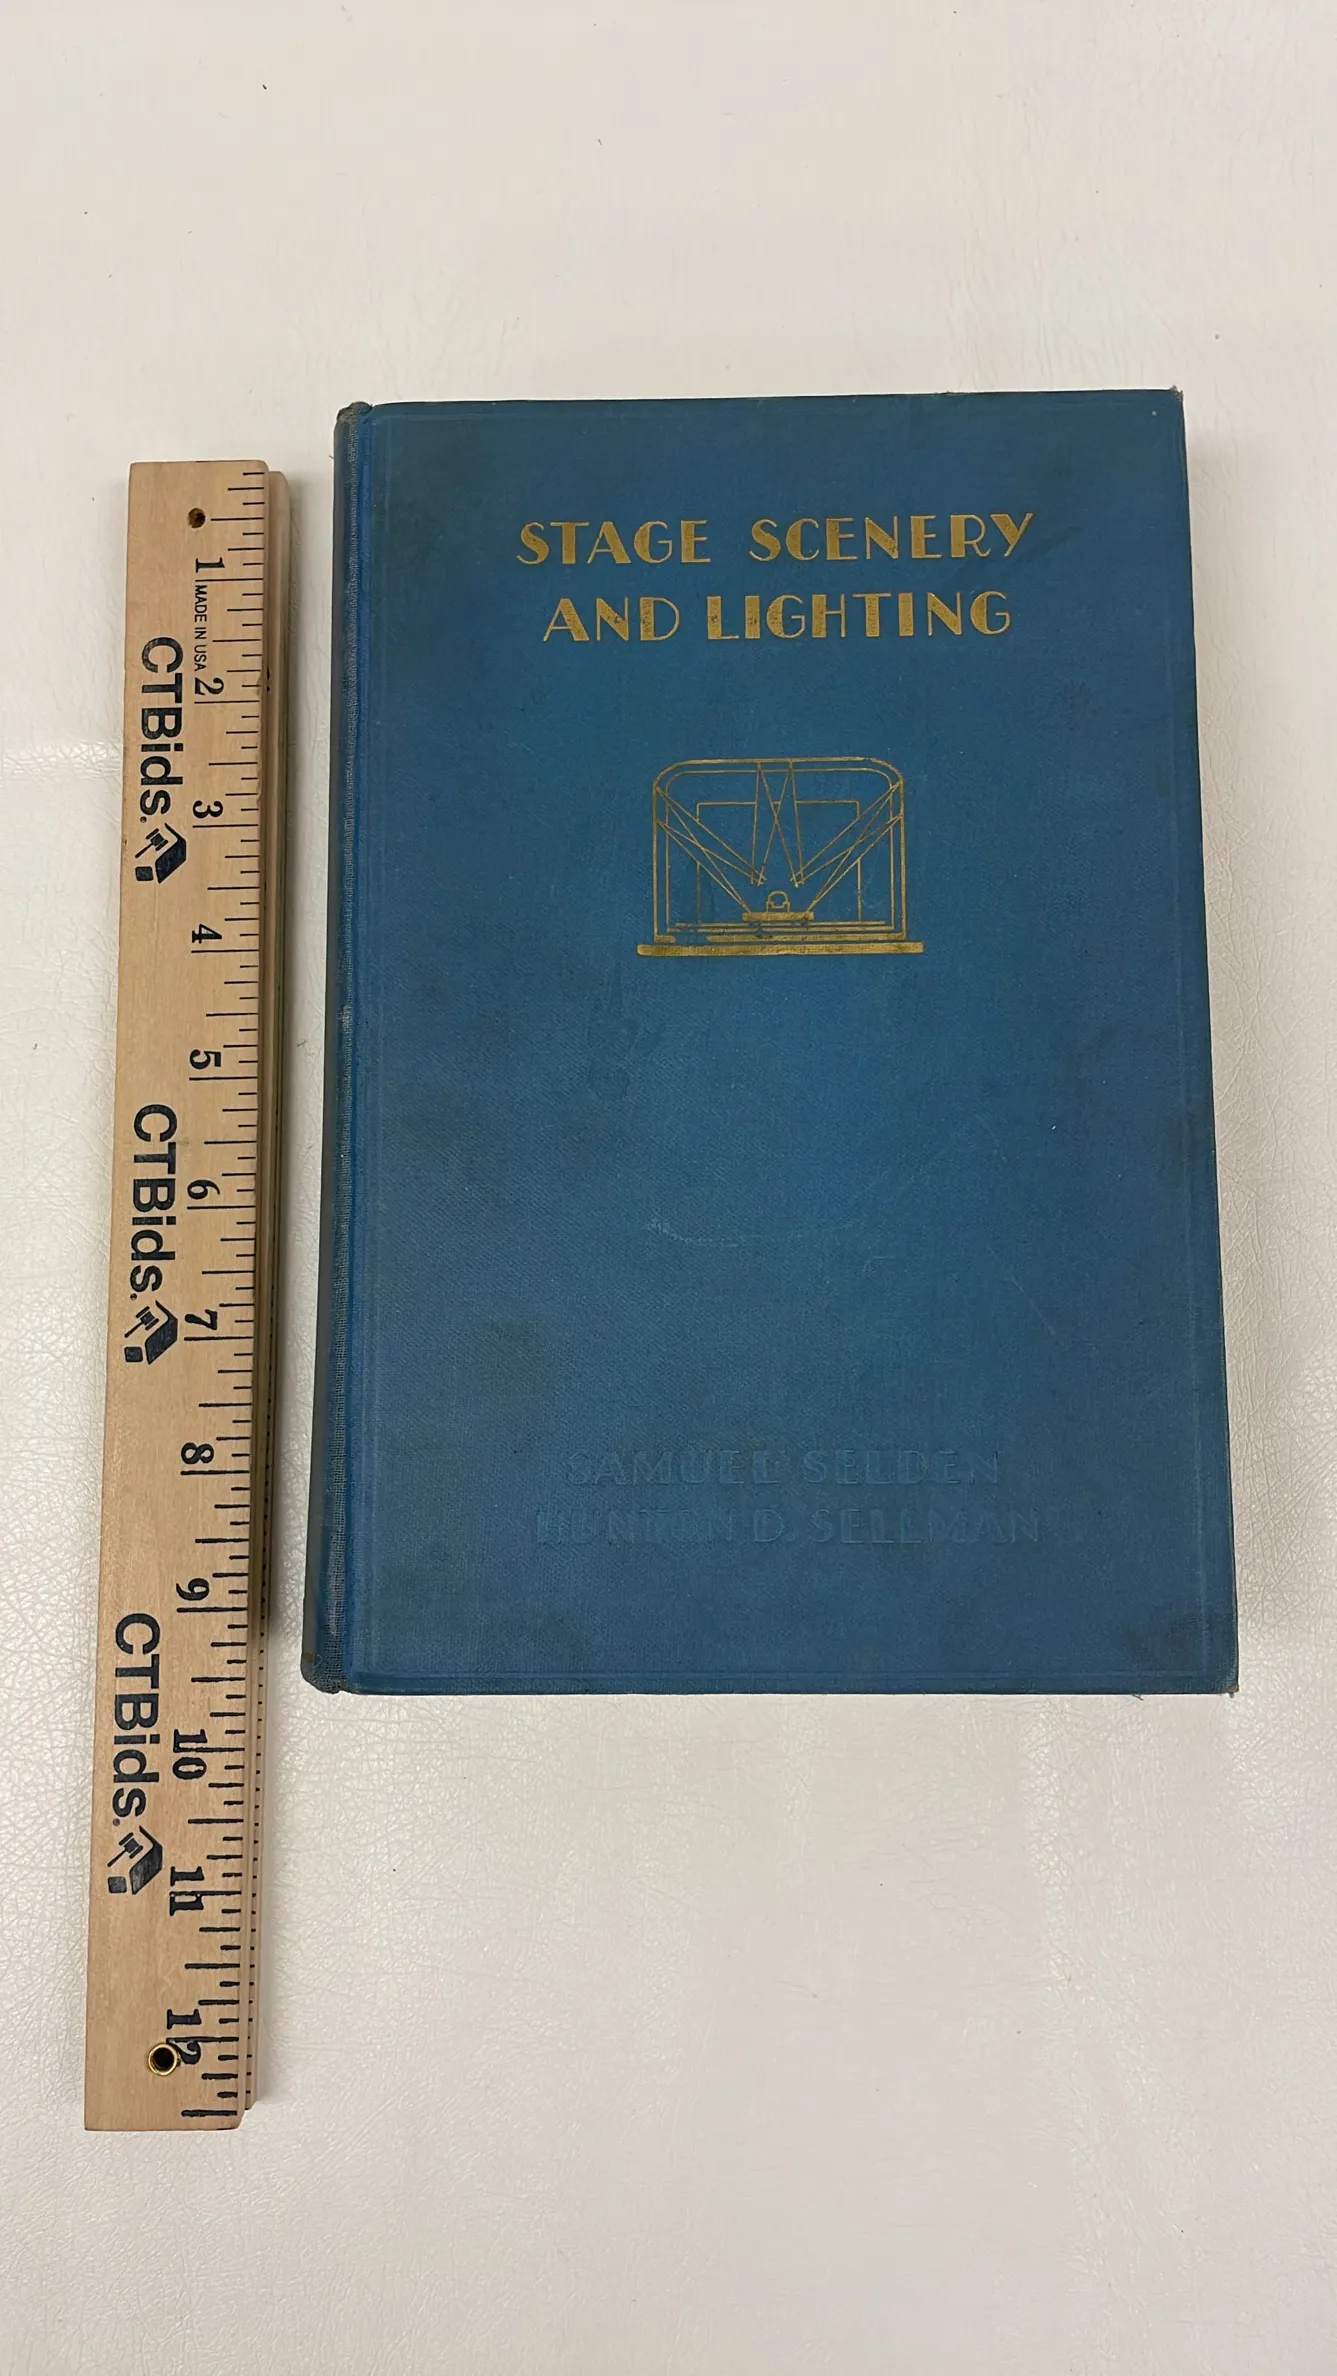 STAGE SCENERY
AND LIGHTING
SAMUEL SELDEN
HUNTON D. SELLMAN
1
MADE IN USA
2
3
4
5
6
7
8
9
10
11
12
CTBids.
CTBids.
CTBids.